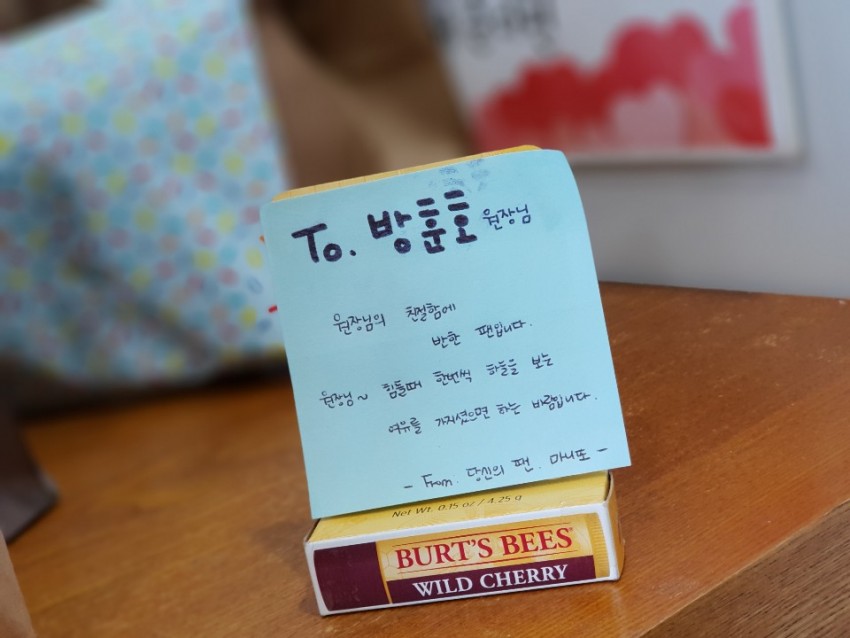 To. 방훈호 원장님
원장님의 친절함에
반한 팬입니다.
원장님~ 힘들때 한번씩 하늘을 보는
여유를 가지셨으면 하는 바람입니다.
- From. 당신의 팬. 마니또 -
Net Wt. 0.15 oz / 4.25 g
BURT'S BEES
WILD CHERRY